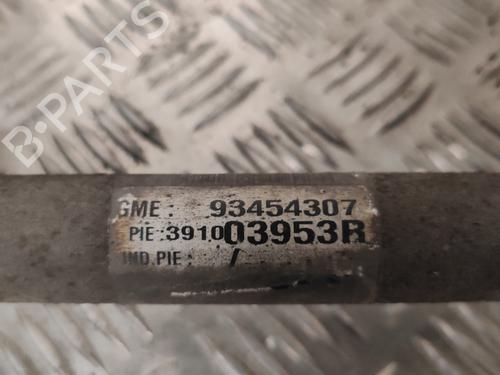 B-PARTS
GME: 93454307
PIE: 391003953R
IND.PIE: /